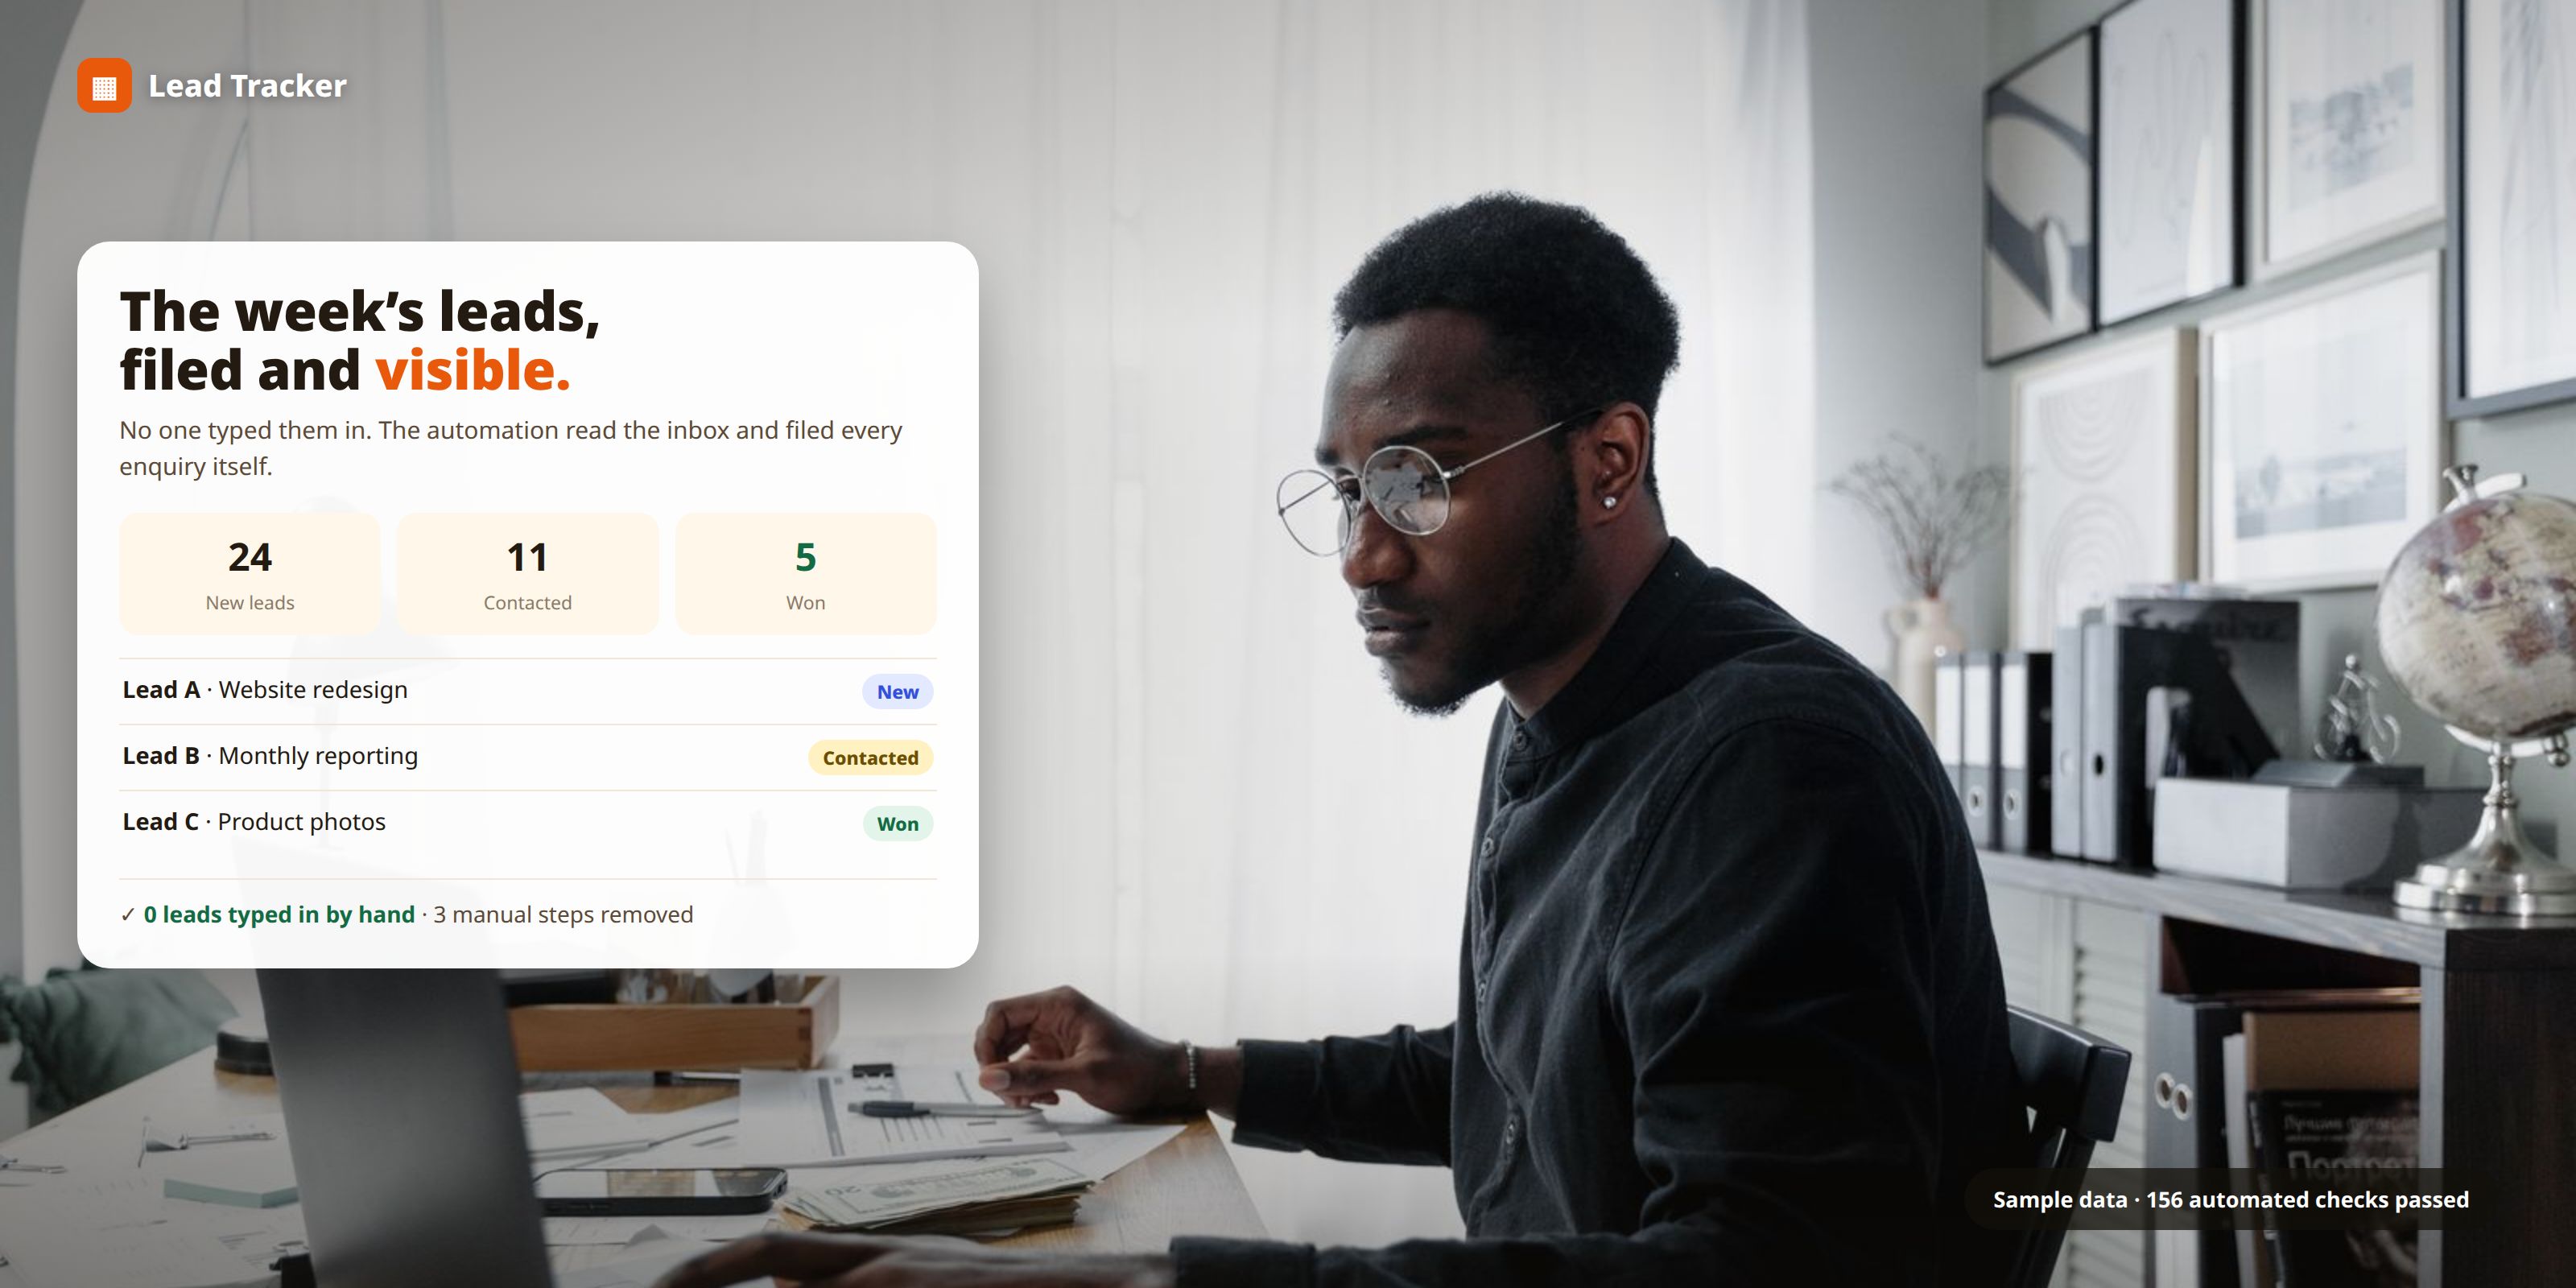 Lead Tracker
The week’s leads,
filed and visible.
No one typed them in. The automation read the inbox and filed every
enquiry itself.
24
New leads
11
Contacted
5
Won
Lead A · Website redesign
New
Lead B · Monthly reporting
Contacted
Lead C · Product photos
Won
✓ 0 leads typed in by hand · 3 manual steps removed
20
Портрет
Sample data · 156 automated checks passed